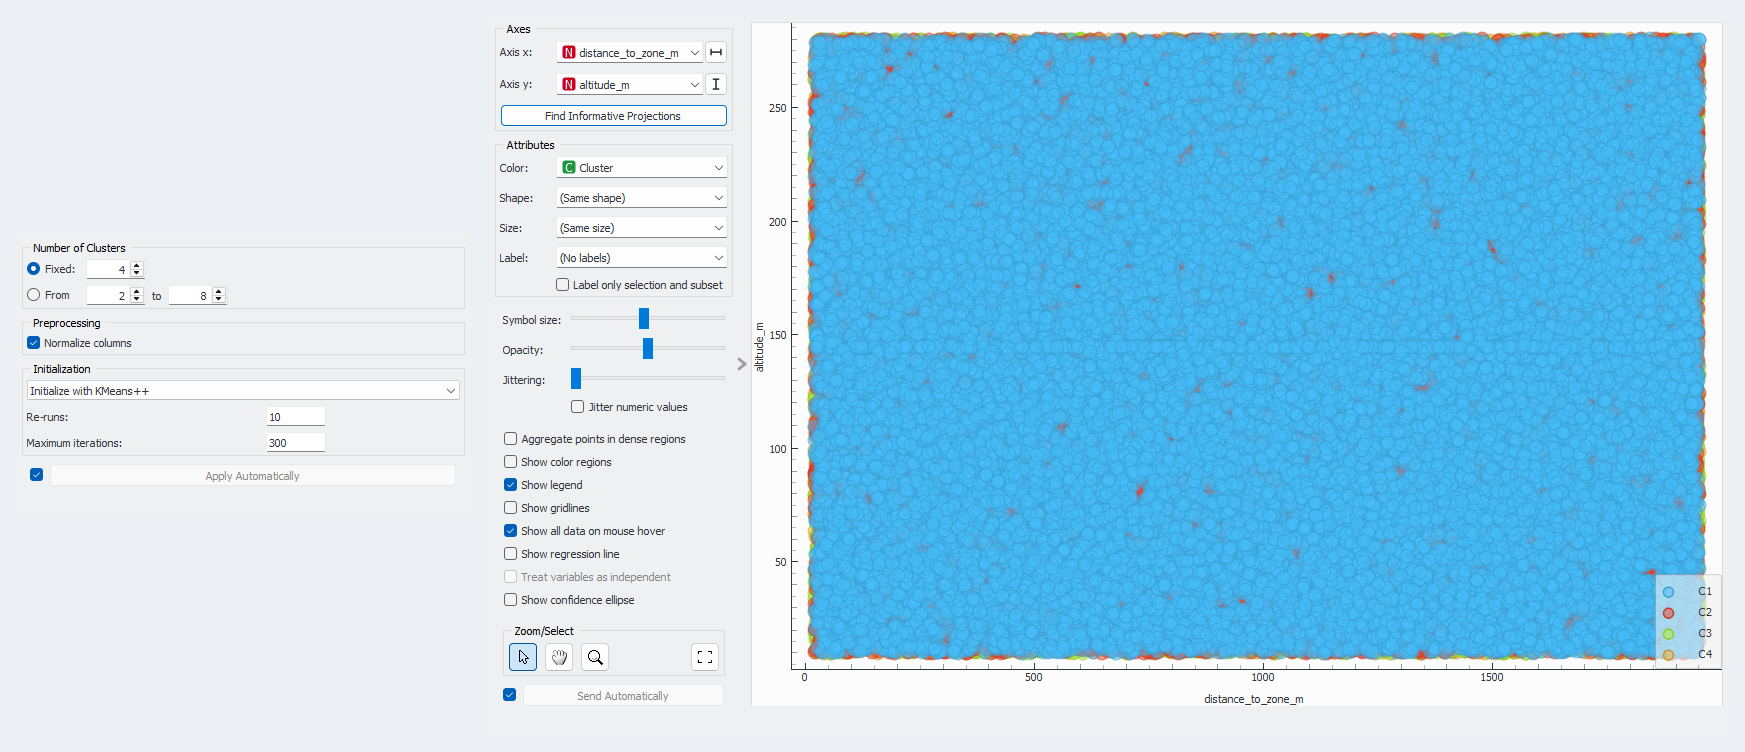 Number of Clusters
Fixed: 4
From 2 to 8
Preprocessing
Normalize columns
Initialization
Initialize with KMeans++
Re-runs: 10
Maximum iterations: 300
Apply Automatically
Axes
Axis x: N distance_to_zone_m
Axis y: N altitude_m
Find Informative Projections
Attributes
Color: C Cluster
Shape: (Same shape)
Size: (Same size)
Label: (No labels)
Label only selection and subset
Symbol size:
Opacity:
Jittering:
Jitter numeric values
Aggregate points in dense regions
Show color regions
Show legend
Show gridlines
Show all data on mouse hover
Show regression line
Treat variables as independent
Show confidence ellipse
Zoom/Select
Send Automatically
altitude_m
250
200
150
100
50
0 500 1000 1500
distance_to_zone_m
C1
C2
C3
C4